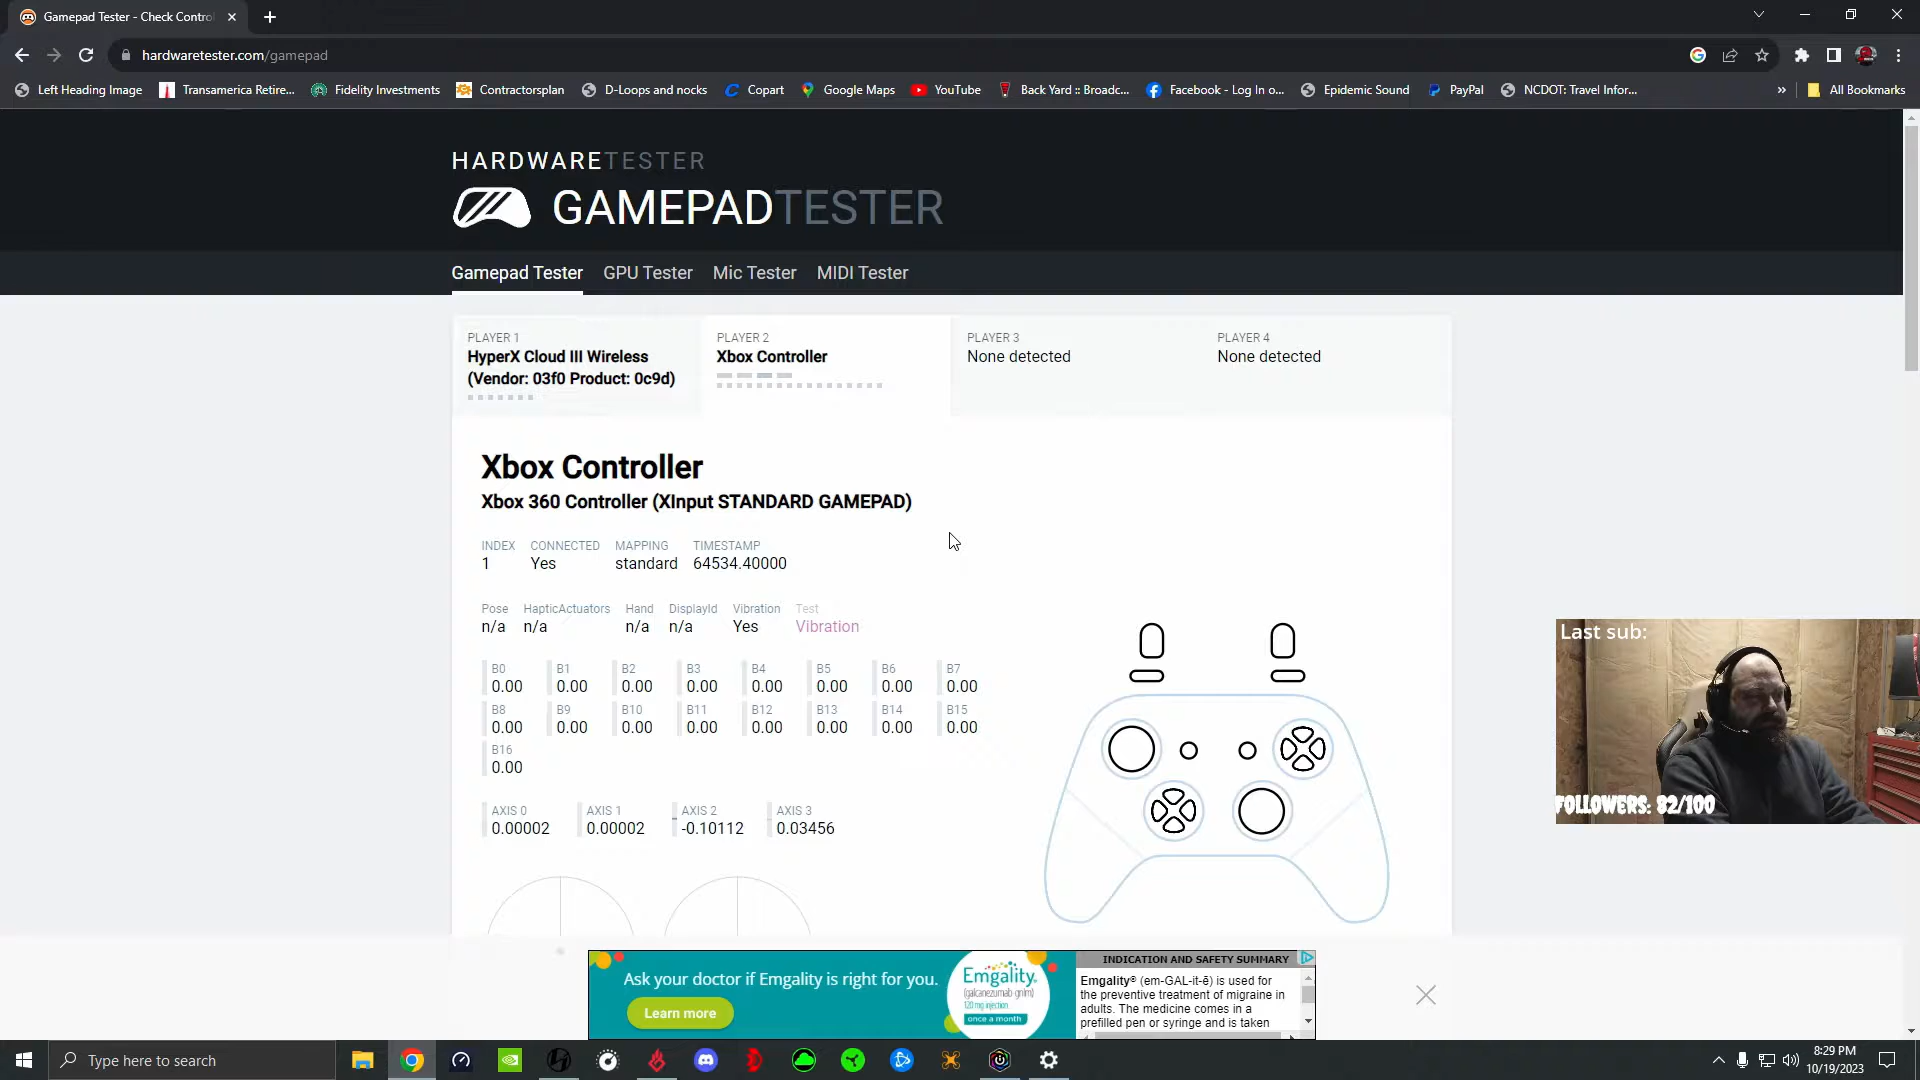 Gamepad Tester - Check Control
hardwaretester.com/gamepad
Left Heading Image
Transamerica Retire...
Fidelity Investments
Contractorsplan
D-Loops and nocks
Copart
Google Maps
YouTube
Back Yard :: Broadc...
Facebook - Log In o...
Epidemic Sound
PayPal
NCDOT: Travel Infor...
»
All Bookmarks
HARDWARETESTER
GAMEPADTESTER
Gamepad Tester
GPU Tester
Mic Tester
MIDI Tester
PLAYER 1
HyperX Cloud III Wireless
(Vendor: 03f0 Product: 0c9d)
PLAYER 2
Xbox Controller
PLAYER 3
None detected
PLAYER 4
None detected
Xbox Controller
Xbox 360 Controller (XInput STANDARD GAMEPAD)
INDEX CONNECTED MAPPING TIMESTAMP
1 Yes standard 64534.40000
Pose HapticActuators Hand DisplayId Vibration Test
n/a n/a n/a n/a Yes Vibration
B0 B1 B2 B3 B4 B5 B6 B7
0.00 0.00 0.00 0.00 0.00 0.00 0.00 0.00
B8 B9 B10 B11 B12 B13 B14 B15
0.00 0.00 0.00 0.00 0.00 0.00 0.00 0.00
B16
0.00
AXIS 0 AXIS 1 AXIS 2 AXIS 3
0.00002 0.00002 -0.10112 0.03456
Last sub:
FOLLOWERS: 82/100
Ask your doctor if Emgality is right for you.
Learn more
Emgality®
(galcanezumab-gnlm)
120 mg injection
once a month
INDICATION AND SAFETY SUMMARY
Emgality® (em-GAL-it-ē) is used for
the preventive treatment of migraine in
adults. The medicine comes in a
prefilled pen or syringe and is taken
Type here to search
8:29 PM
10/19/2023